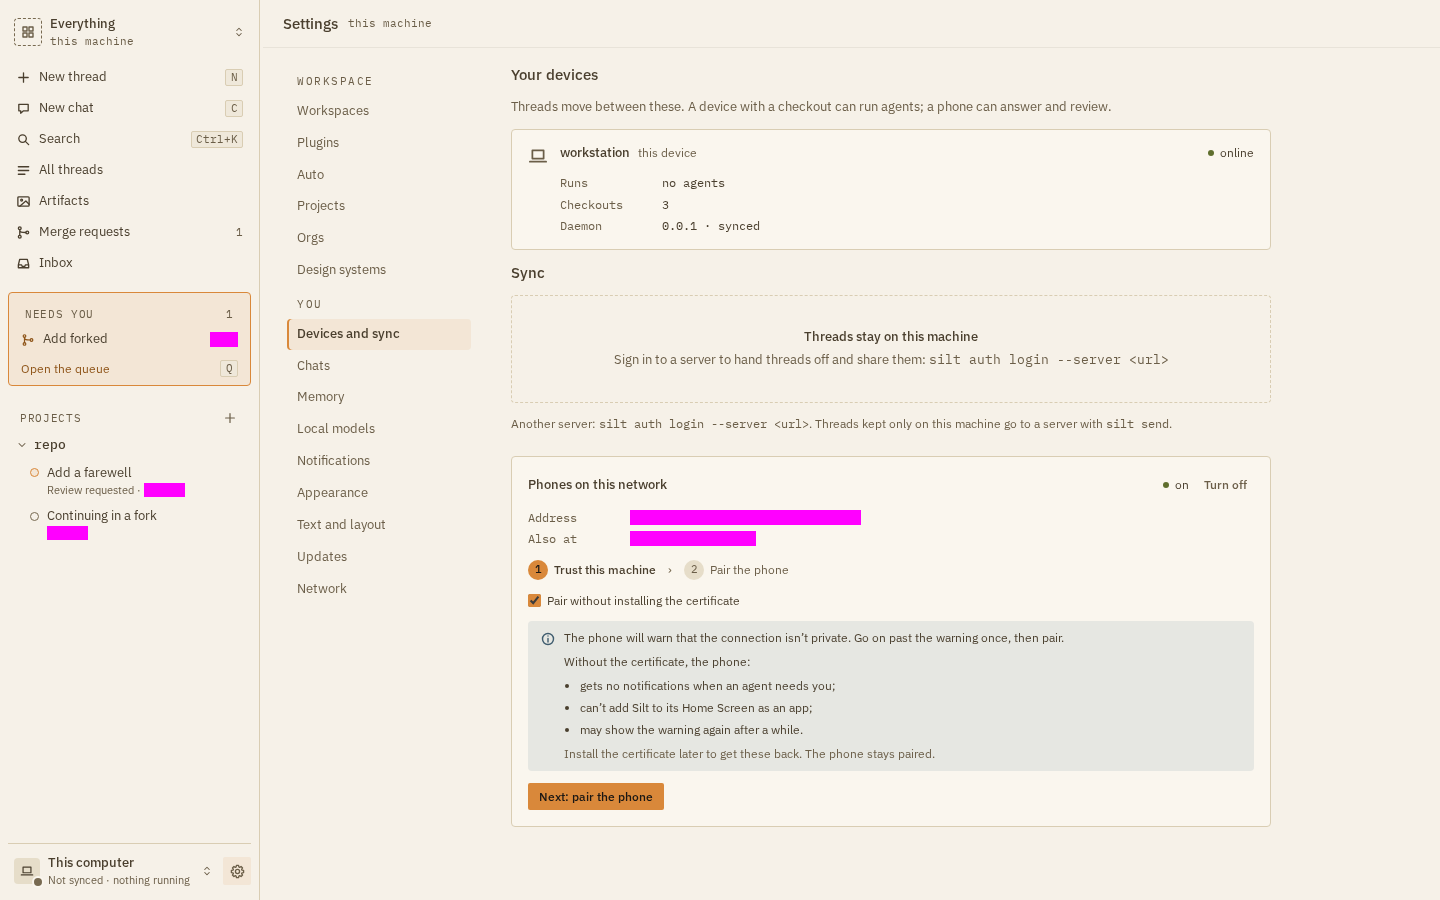 Everything
this machine
New thread N
New chat C
Search Ctrl+K
All threads
Artifacts
Merge requests 1
Inbox
NEEDS YOU 1
Add forked
Open the queue Q
PROJECTS
repo
Add a farewell
Review requested ·
Continuing in a fork
This computer
Not synced · nothing running
Settings this machine
WORKSPACE
Workspaces
Plugins
Auto
Projects
Orgs
Design systems
YOU
Devices and sync
Chats
Memory
Local models
Notifications
Appearance
Text and layout
Updates
Network
Your devices
Threads move between these. A device with a checkout can run agents; a phone can answer and review.
workstation this device online
Runs no agents
Checkouts 3
Daemon 0.0.1 · synced
Sync
Threads stay on this machine
Sign in to a server to hand threads off and share them: silt auth login --server <url>
Another server: silt auth login --server <url>. Threads kept only on this machine go to a server with silt send.
Phones on this network on Turn off
Address
Also at
1 Trust this machine › 2 Pair the phone
Pair without installing the certificate
The phone will warn that the connection isn’t private. Go on past the warning once, then pair.
Without the certificate, the phone:
• gets no notifications when an agent needs you;
• can’t add Silt to its Home Screen as an app;
• may show the warning again after a while.
Install the certificate later to get these back. The phone stays paired.
Next: pair the phone